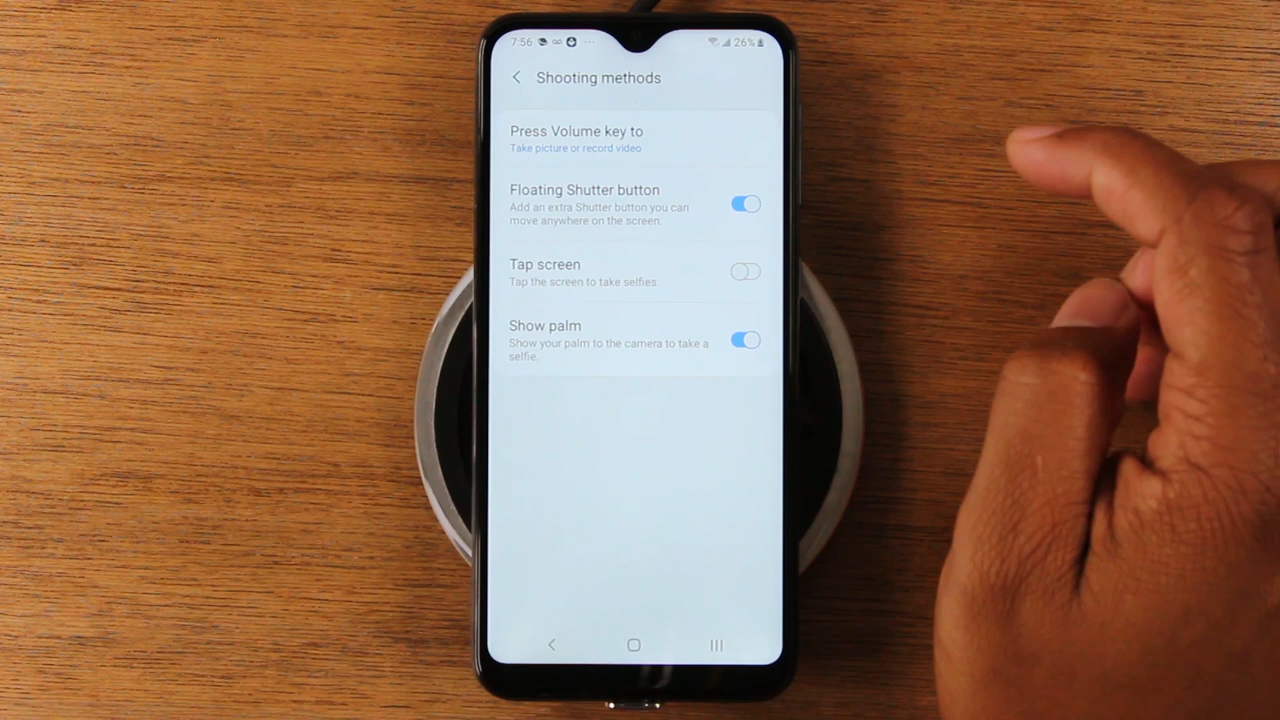 7:56 26%
Shooting methods
Press Volume key to
Take picture or record video
Floating Shutter button
Add an extra Shutter button you can
move anywhere on the screen.
Tap screen
Tap the screen to take selfies.
Show palm
Show your palm to the camera to take a
selfie.